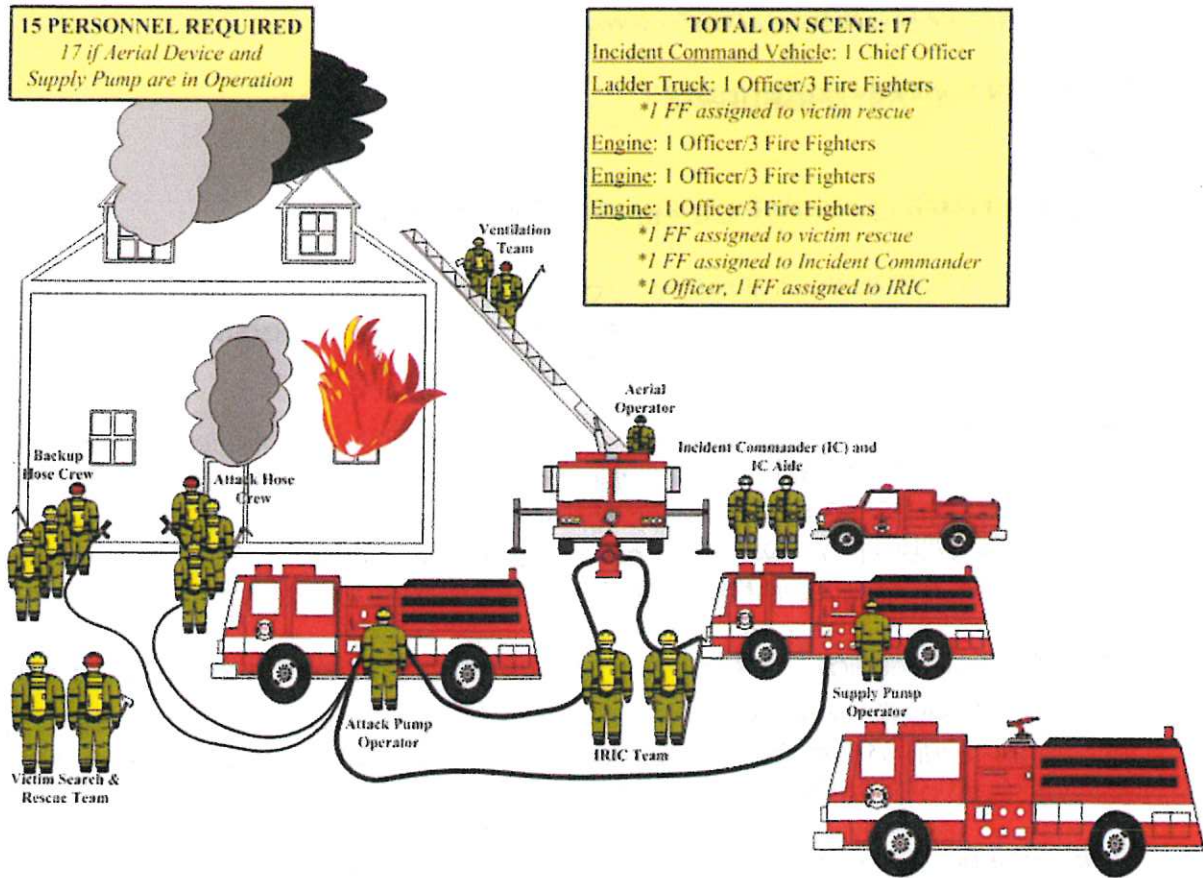 15 PERSONNEL REQUIRED
17 if Aerial Device and
Supply Pump are in Operation
TOTAL ON SCENE: 17
Incident Command Vehicle: 1 Chief Officer
Ladder Truck: 1 Officer/3 Fire Fighters
*1 FF assigned to victim rescue
Engine: 1 Officer/3 Fire Fighters
Engine: 1 Officer/3 Fire Fighters
Engine: 1 Officer/3 Fire Fighters
*1 FF assigned to victim rescue
*1 FF assigned to Incident Commander
*1 Officer, 1 FF assigned to IRIC
Ventilation
Team
Aerial
Operator
Incident Commander (IC) and
IC Aide
Backup
Hose Crew
Attack Hose
Crew
Attack Pump
Operator
IRIC Team
Supply Pump
Operator
Victim Search &
Rescue Team